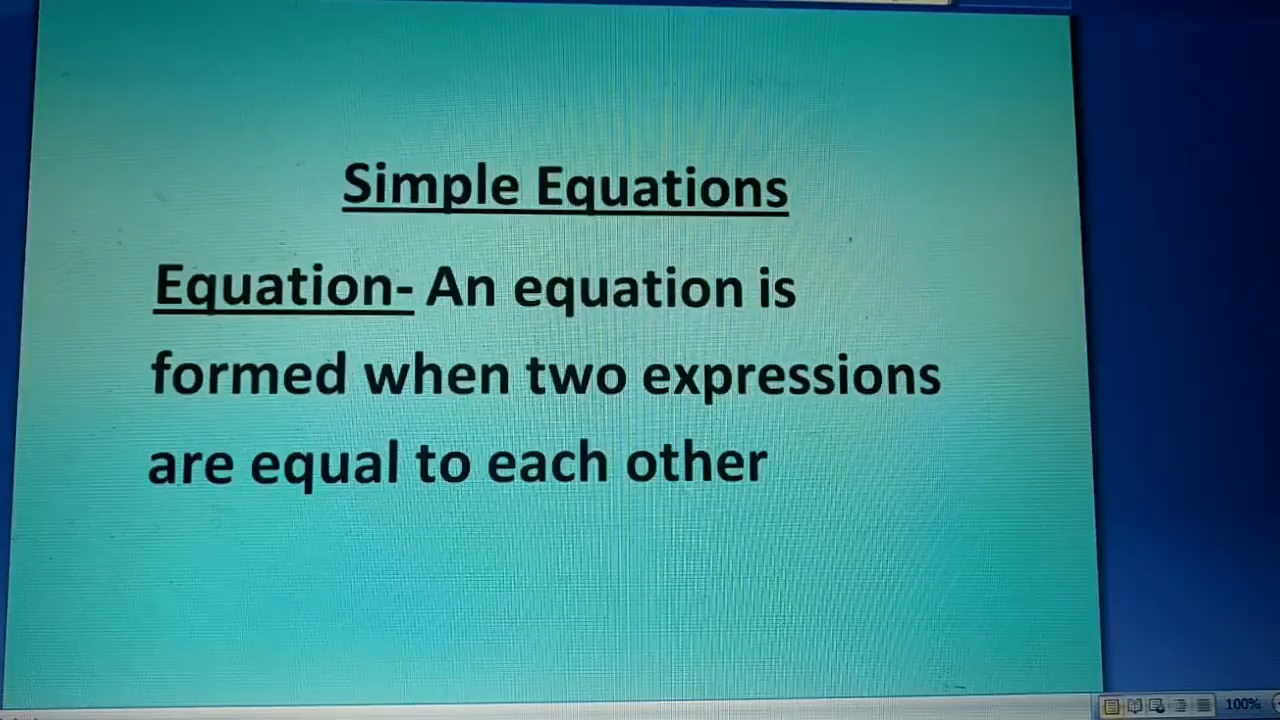 Simple Equations
Equation- An equation is
formed when two expressions
are equal to each other
100%